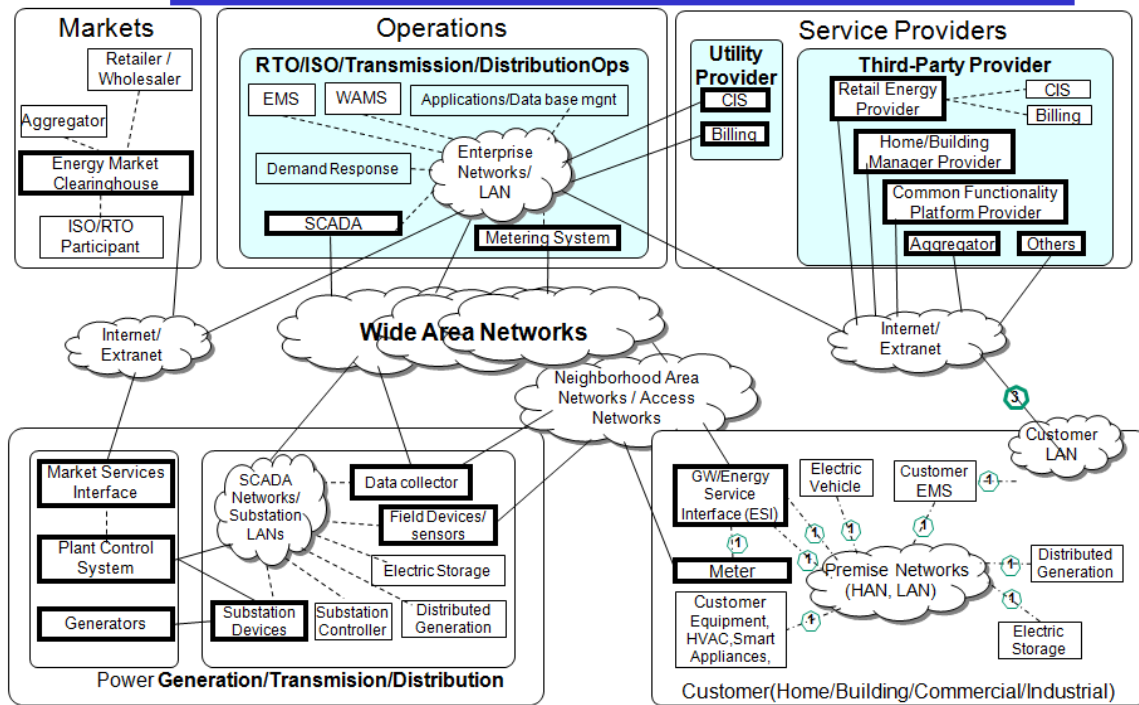 Markets
Retailer /
Wholesaler
Aggregator
Energy Market
Clearinghouse
ISO/RTO
Participant
Operations
RTO/ISO/Transmission/DistributionOps
EMS
WAMS
Applications/Data base mgnt
Enterprise
Networks/
LAN
Demand Response
SCADA
Metering System
Service Providers
Utility
Provider
CIS
Billing
Third-Party Provider
Retail Energy
Provider
CIS
Billing
Home/Building
Manager Provider
Common Functionality
Platform Provider
Aggregator
Others
Internet/
Extranet
Wide Area Networks
Internet/
Extranet
Neighborhood Area
Networks / Access
Networks
3
Customer
LAN
Market Services
Interface
Plant Control
System
Generators
SCADA
Networks/
Substation
LANs
Data collector
Field Devices/
sensors
Electric Storage
Substation
Devices
Substation
Controller
Distributed
Generation
Power Generation/Transmision/Distribution
GW/Energy
Service
Interface (ESI)
Electric
Vehicle
Customer
EMS
1
1
1
1
1
1
Meter
Premise Networks
(HAN, LAN)
1
Distributed
Generation
Customer
Equipment,
HVAC,Smart
Appliances,
1
1
Electric
Storage
Customer(Home/Building/Commercial/Industrial)